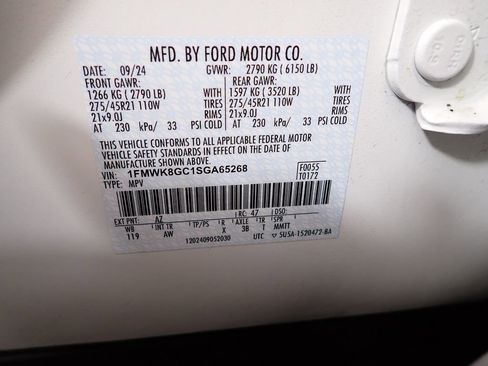 MFD. BY FORD MOTOR CO.
DATE: 09/24 GVWR: 2790 KG ( 6150 LB)
FRONT GAWR: REAR GAWR:
1266 KG ( 2790 LB) WITH 1597 KG ( 3520 LB) WITH
275/45R21 110W TIRES 275/45R21 110W TIRES
21x9.0J RIMS 21x9.0J RIMS
AT 230 kPa/ 33 PSI COLD AT 230 kPa/ 33 PSI COLD
THIS VEHICLE CONFORMS TO ALL APPLICABLE FEDERAL MOTOR
VEHICLE SAFETY AND THEFT PREVENTION STANDARDS IN EFFECT
ON THE DATE OF MANUFACTURE SHOWN ABOVE.
VIN: 1FMWK8GC1SGA65268 F0055
TYPE: MPV T0172
EXT PNT: AZ RC: 47
WB INT TR TP/PS R AXLE TR SPR
119 AW X 3B T MMTT
1202409052030 UTC 5U5A-1520472-BA